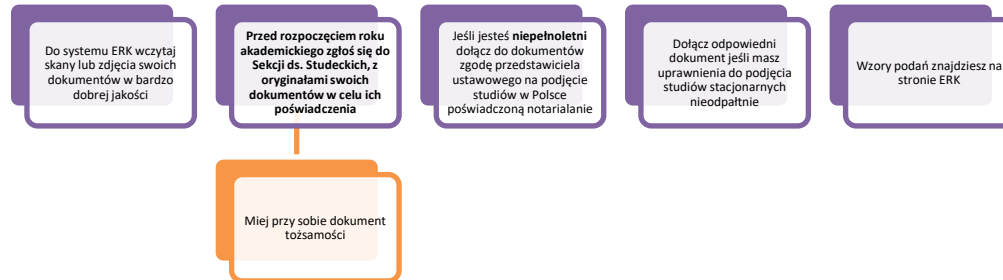 Do systemu ERK wczytaj
skany lub zdjęcia swoich
dokumentów w bardzo
dobrej jakości
Przed rozpoczęciem roku
akademickiego zgłoś się do
Sekcji ds. Studeckich, z
oryginałami swoich
dokumentów w celu ich
poświadczenia
Jeśli jesteś niepełnoletni
dołącz do dokumentów
zgodę przedstawiciela
ustawowego na podjęcie
studiów w Polsce
poświadczoną notarialanie
Dołącz odpowiedni
dokument jeśli masz
uprawnienia do podjęcia
studiów stacjonarnych
nieodpałtnie
Wzory podań znajdziesz na
stronie ERK
Miej przy sobie dokument
tożsamości